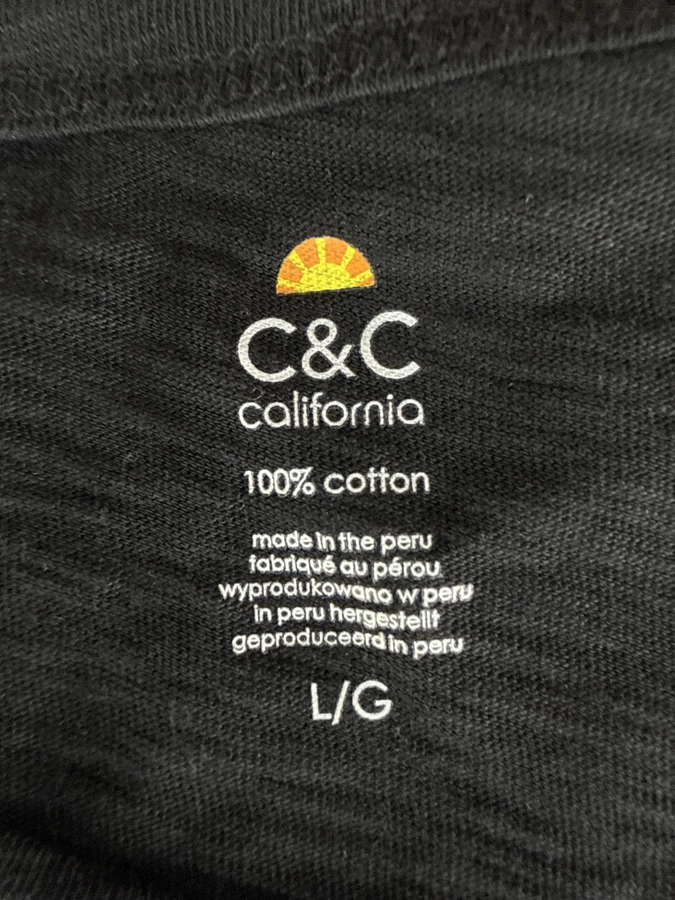 C&C
california
100% cotton
made in the peru
fabriqué au pérou
wyprodukowano w peru
in peru hergestellt
geproduceerd in peru
L/G